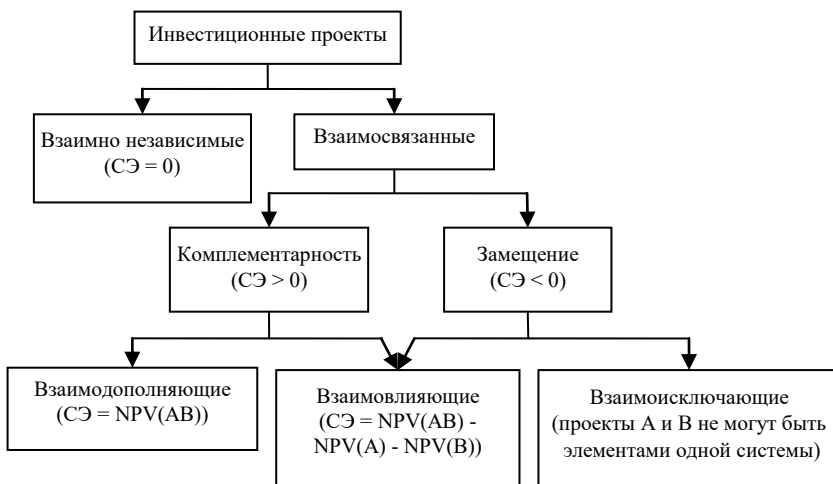 Инвестиционные проекты
Взаимно независимые
(СЭ = 0)
Взаимосвязанные
Комплементарность
(СЭ > 0)
Замещение
(СЭ < 0)
Взаимодополняющие
(СЭ = NPV(AB))
Взаимовлияющие
(СЭ = NPV(AB) -
NPV(A) - NPV(B))
Взаимоисключающие
(проекты А и В не могут быть
элементами одной системы)